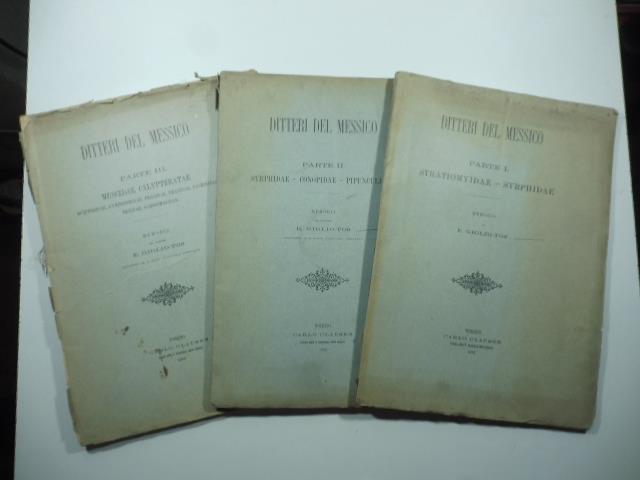 DITTERI DEL MESSICO
PARTE III.
MUSCIDAE CALYPTERATAE
MEMORIA
E. GIGLIO-TOS
TORINO
CARLO CLAUSEN
DITTERI DEL MESSICO
PARTE II.
SYRPHIDAE - CONOPIDAE - PIPUNCULI
MEMORIA
E. GIGLIO-TOS
TORINO
CARLO CLAUSEN
DITTERI DEL MESSICO
PARTE I.
STRATIOMYIDAE - SYRPHIDAE
MEMORIA
E. GIGLIO-TOS
TORINO
CARLO CLAUSEN